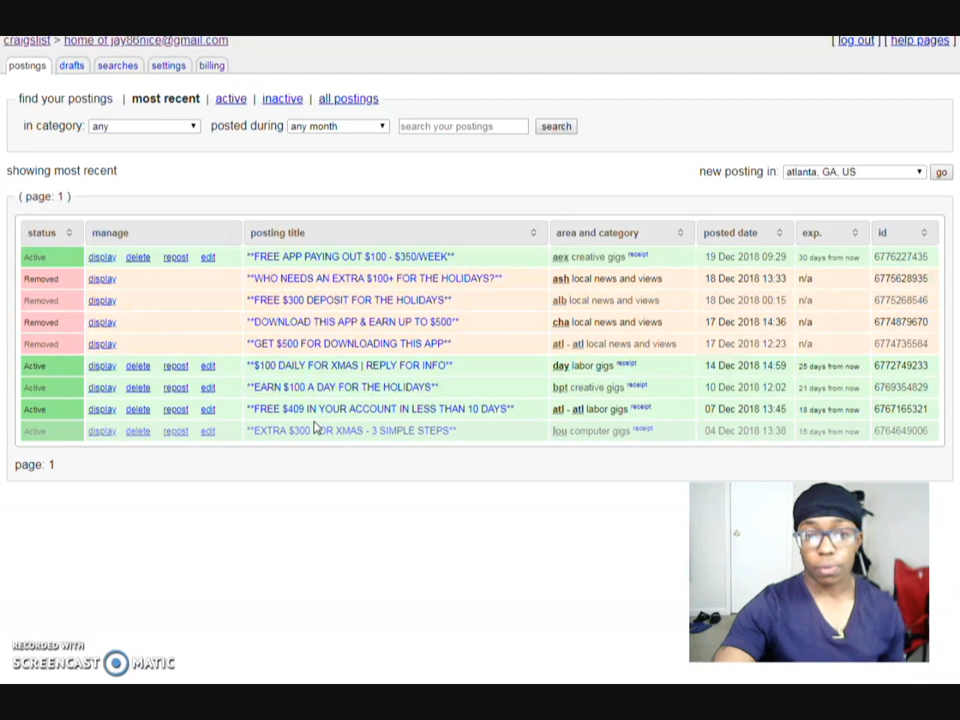 craigslist > home of jay86nice@gmail.com [ log out ] [ help pages ]
postings drafts searches settings billing
find your postings | most recent | active | inactive | all postings
in category: any posted during any month search your postings search
showing most recent new posting in: atlanta, GA, US go
( page: 1 )
status manage posting title area and category posted date exp. id
Active display delete repost edit **FREE APP PAYING OUT $100 - $350/WEEK** aex creative gigs receipt 19 Dec 2018 09:29 30 days from now 6776227435
Removed display **WHO NEEDS AN EXTRA $100+ FOR THE HOLIDAYS?** ash local news and views 18 Dec 2018 13:33 n/a 6775628935
Removed display **FREE $300 DEPOSIT FOR THE HOLIDAYS** alb local news and views 18 Dec 2018 00:15 n/a 6775268546
Removed display **DOWNLOAD THIS APP & EARN UP TO $500** cha local news and views 17 Dec 2018 14:36 n/a 6774879670
Removed display **GET $500 FOR DOWNLOADING THIS APP** atl - atl local news and views 17 Dec 2018 12:23 n/a 6774735584
Active display delete repost edit **$100 DAILY FOR XMAS | REPLY FOR INFO** day labor gigs receipt 14 Dec 2018 14:59 25 days from now 6772749233
Active display delete repost edit **EARN $100 A DAY FOR THE HOLIDAYS** bpt creative gigs receipt 10 Dec 2018 12:02 21 days from now 6769354829
Active display delete repost edit **FREE $409 IN YOUR ACCOUNT IN LESS THAN 10 DAYS** atl - atl labor gigs receipt 07 Dec 2018 13:45 18 days from now 6767165321
Active display delete repost edit **EXTRA $300 FOR XMAS - 3 SIMPLE STEPS** lou computer gigs receipt 04 Dec 2018 13:38 15 days from now 6764649006
page: 1
RECORDED WITH
SCREENCAST MATIC